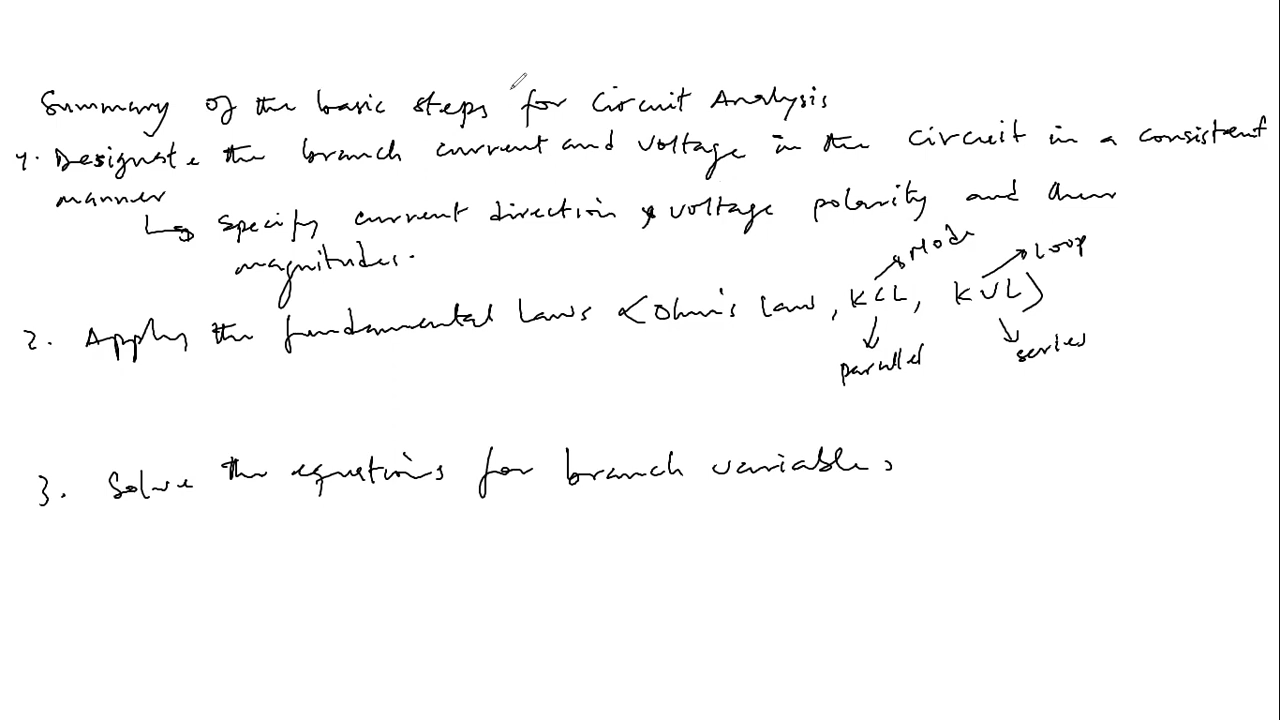 Summary of the basic steps for Circuit Analysis
1. Designate the branch current and voltage in the circuit in a consistent
manner
↳ specify current direction & voltage polarity and their
magnitudes.
Node
Loop
2. Apply the fundamental laws (Ohm's law, KCL, KVL)
parallel
series
3. Solve the equations for branch variables